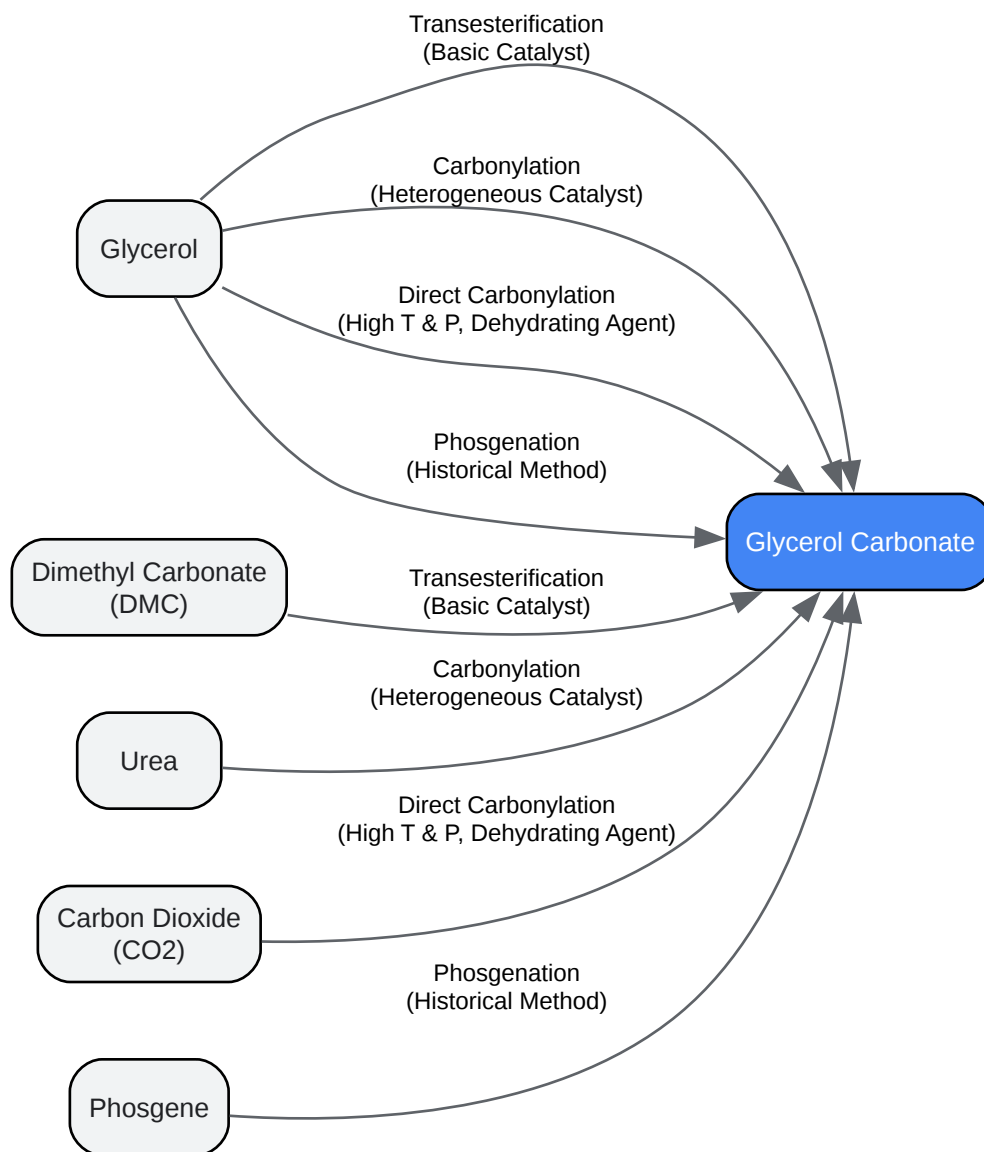 Transesterification
(Basic Catalyst)
Carbonylation
(Heterogeneous Catalyst)
Glycerol
Direct Carbonylation
(High T & P, Dehydrating Agent)
Phosgenation
(Historical Method)
Glycerol Carbonate
Dimethyl Carbonate
(DMC)
Transesterification
(Basic Catalyst)
Carbonylation
(Heterogeneous Catalyst)
Urea
Direct Carbonylation
(High T & P, Dehydrating Agent)
Carbon Dioxide
(CO2)
Phosgenation
(Historical Method)
Phosgene